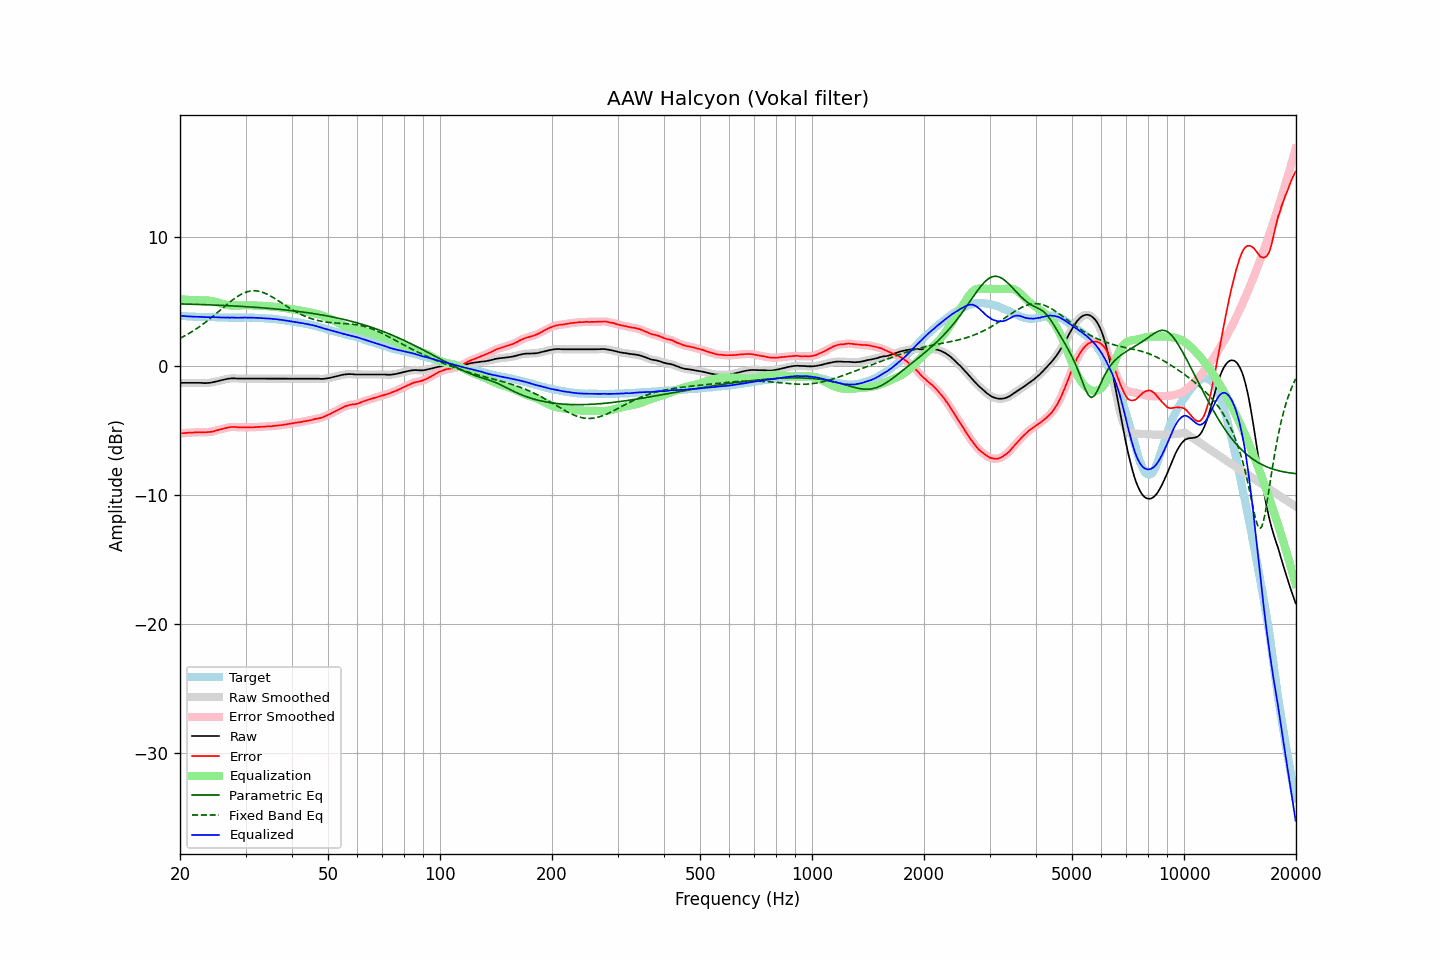 AAW Halcyon (Vokal filter)
Amplitude (dBr)
10
0
−10
−20
−30
Target
Raw Smoothed
Error Smoothed
Raw
Error
Equalization
Parametric Eq
Fixed Band Eq
Equalized
20 50 100 200 500 1000 2000 5000 10000 20000
Frequency (Hz)